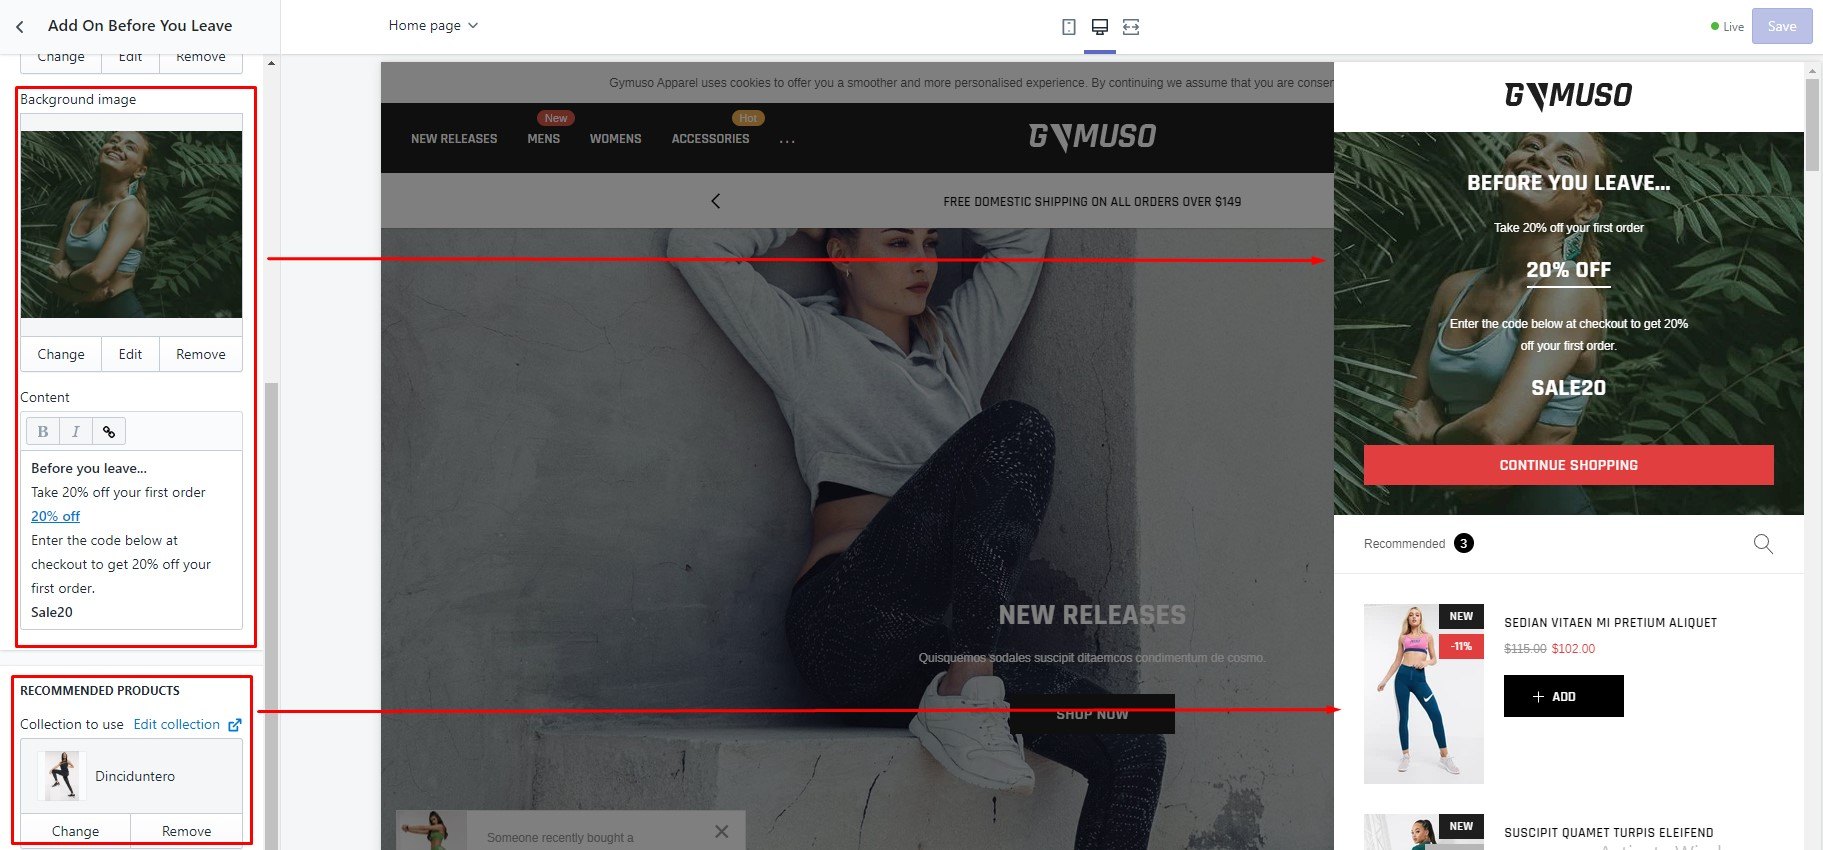 Add On Before You Leave
Home page
Live
Save
Change
Edit
Remove
Background image
Change
Edit
Remove
Content
B
I
Before you leave...
Take 20% off your first order
20% off
Enter the code below at
checkout to get 20% off your
first order.
Sale20
RECOMMENDED PRODUCTS
Collection to use
Edit collection
Dinciduntero
Change
Remove
Gymuso Apparel uses cookies to offer you a smoother and more personalised experience. By continuing we assume that you are conser
New
Hot
NEW RELEASES
MENS
WOMENS
ACCESSORIES
...
GYMUSO
FREE DOMESTIC SHIPPING ON ALL ORDERS OVER $149
NEW RELEASES
Quisquemos sodales suscipit ditaemcos condimentum de cosmo.
SHOP NOW
Someone recently bought a
GYMUSO
BEFORE YOU LEAVE...
Take 20% off your first order
20% OFF
Enter the code below at checkout to get 20%
off your first order.
SALE20
CONTINUE SHOPPING
Recommended 3
NEW
-11%
SEDIAN VITAEN MI PRETIUM ALIQUET
$115.00 $102.00
+ ADD
NEW
SUSCIPIT QUAMET TURPIS ELEIFEND